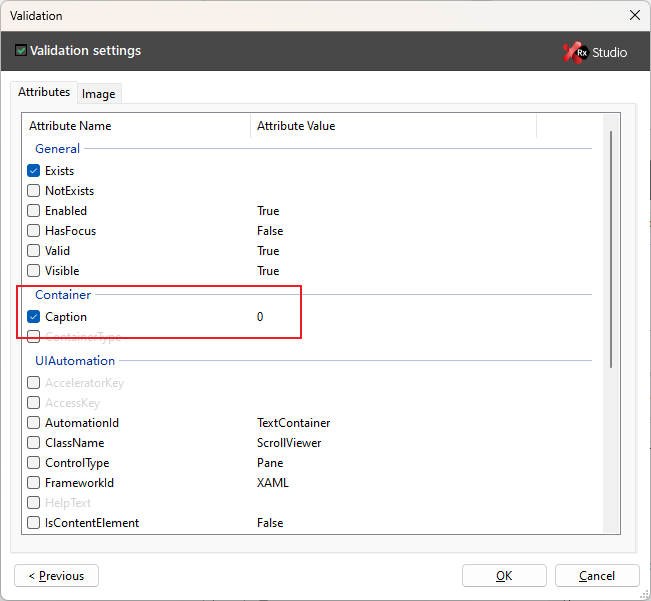 Validation
Validation settings
Rx Studio
Attributes Image
Attribute Name Attribute Value
General
Exists
NotExists
Enabled True
HasFocus False
Valid True
Visible True
Container
Caption 0
ContainerType
UIAutomation
AcceleratorKey
AccessKey
AutomationId TextContainer
ClassName ScrollViewer
ControlType Pane
FrameworkId XAML
HelpText
IsContentElement False
< Previous OK Cancel